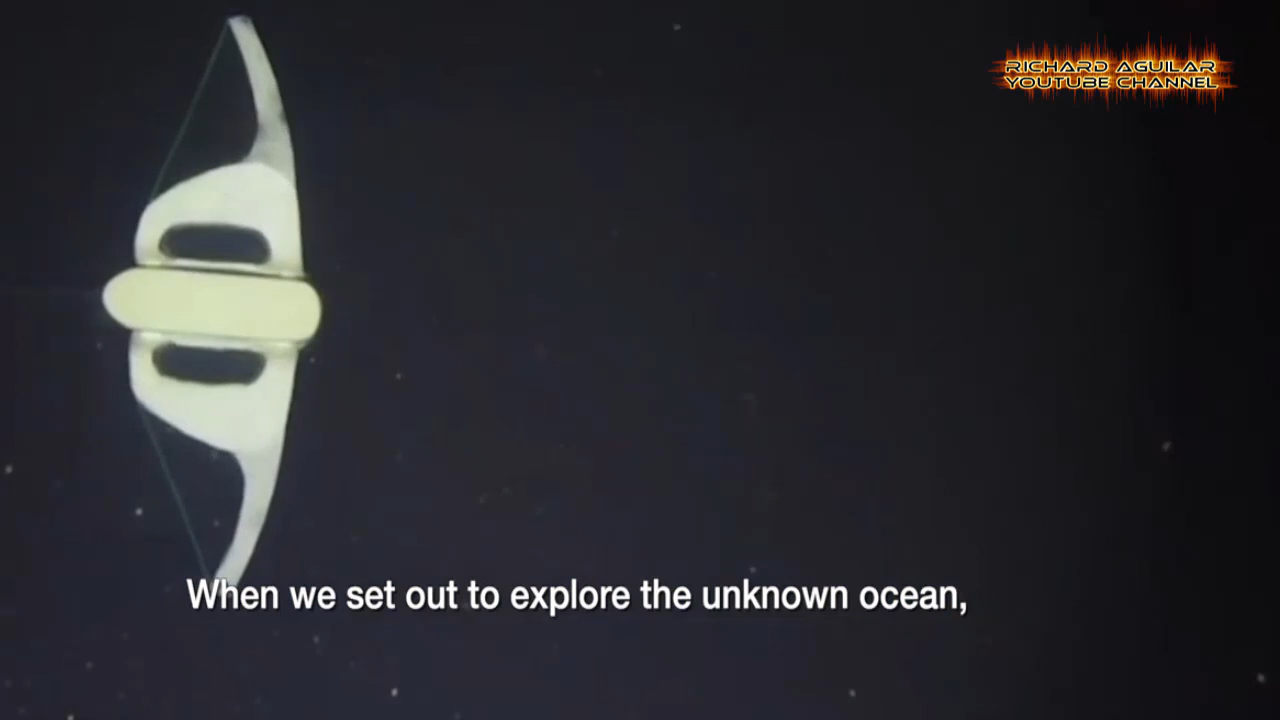 RICHARD AGUILAR
YOUTUBE CHANNEL
When we set out to explore the unknown ocean,